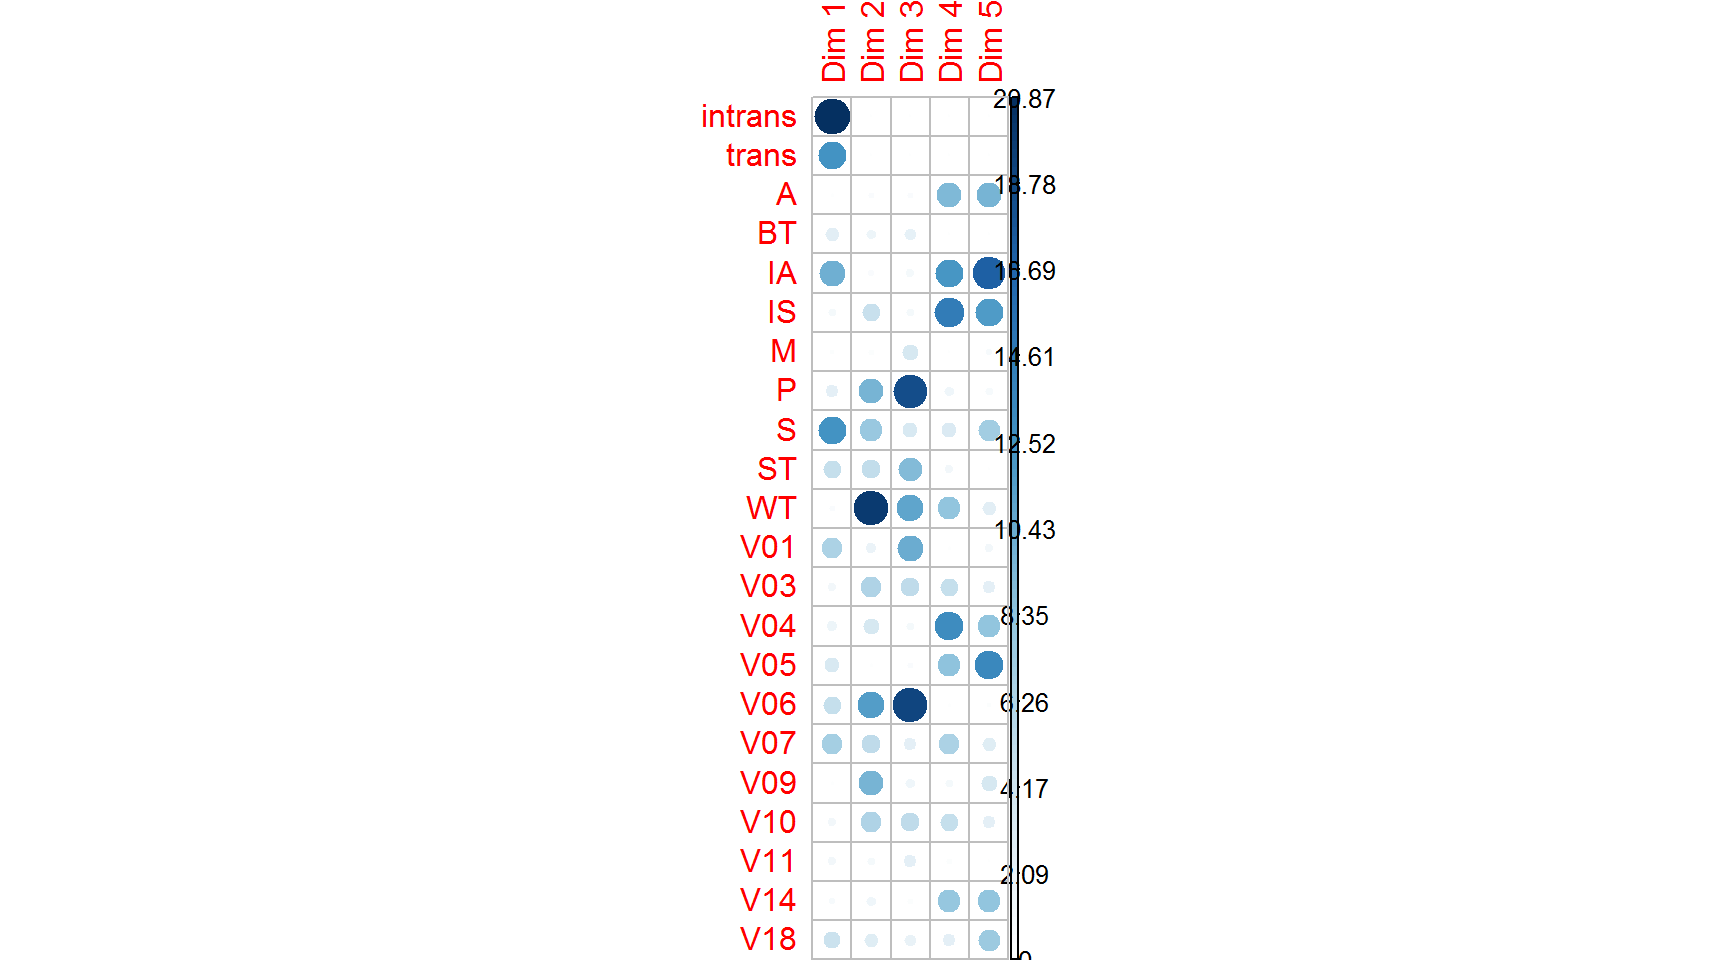 Dim 1
Dim 2
Dim 3
Dim 4
Dim 5
20.87
intrans
trans
18.78
A
BT
16.69
IA
IS
14.61
M
P
12.52
S
ST
10.43
WT
V01
V03
8.35
V04
V05
6.26
V06
V07
4.17
V09
V10
2.09
V11
V14
V18
0